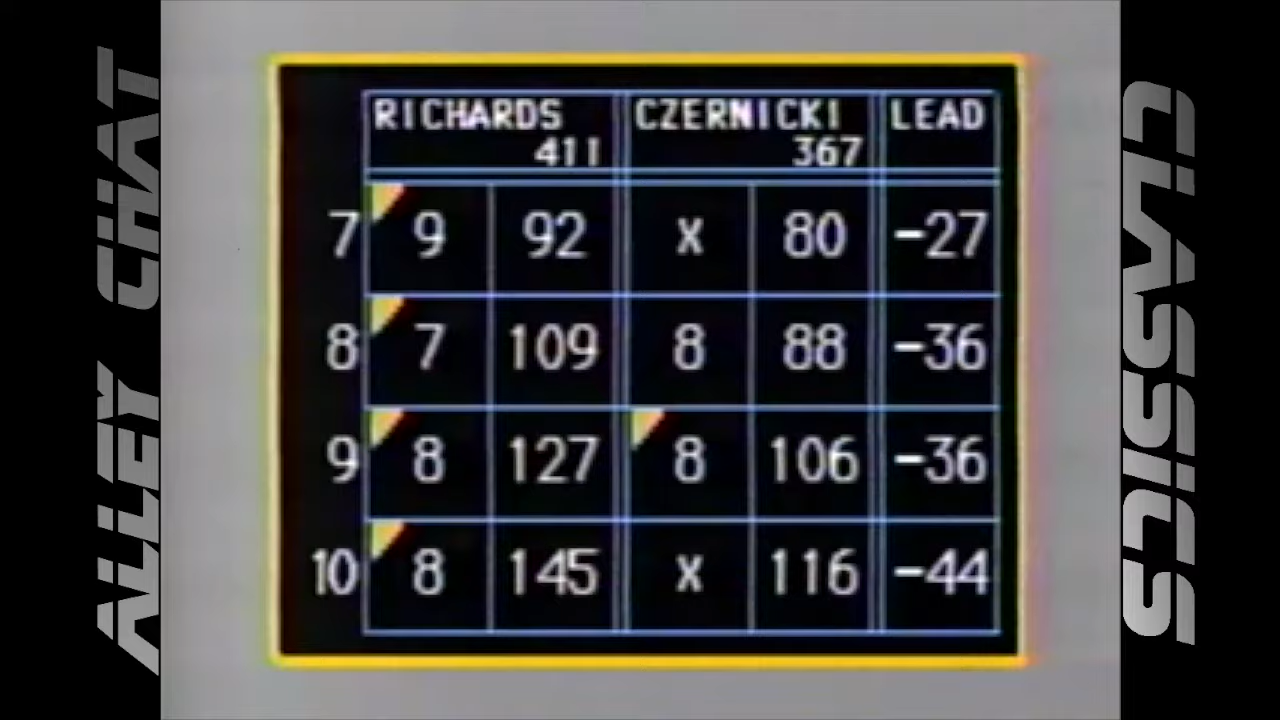 ALLEY CHAT
RICHARDS CZERNICKI LEAD
411 367
7 9 92 X 80 -27
8 7 109 8 88 -36
9 8 127 8 106 -36
10 8 145 X 116 -44
CLASSICS